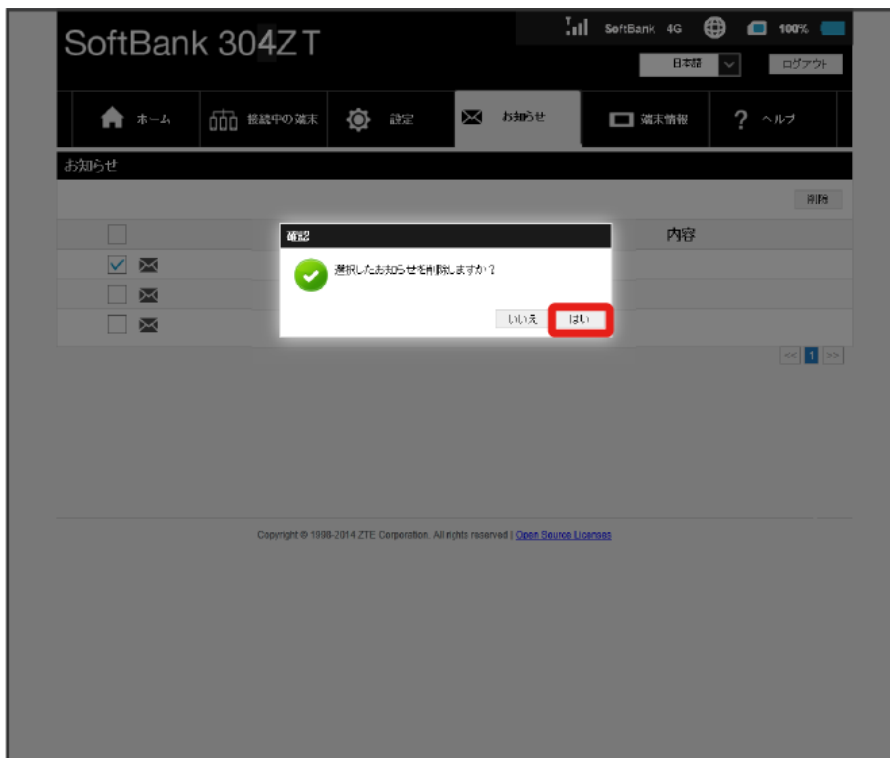 SoftBank 304ZT
SoftBank 4G 100%
日本語 ログアウト
ホーム 接続中の端末 設定 お知らせ 端末情報 ? ヘルプ
お知らせ
削除
内容
確認
選択したお知らせを削除しますか？
いいえ はい
<< 1 >>
Copyright © 1998-2014 ZTE Corporation. All rights reserved | Open Source Licenses